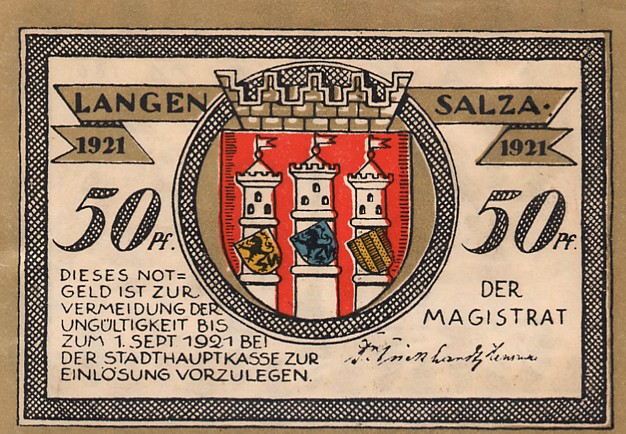 LANGEN SALZA.
1921 1921
50 Pf. 50 Pf.
DIESES NOT=
GELD IST ZUR
VERMEIDUNG DER
UNGÜLTIGKEIT BIS
ZUM 1. SEPT 1921 BEI
DER STADTHAUPTKASSE ZUR
EINLÖSUNG VORZULEGEN.
DER
MAGISTRAT